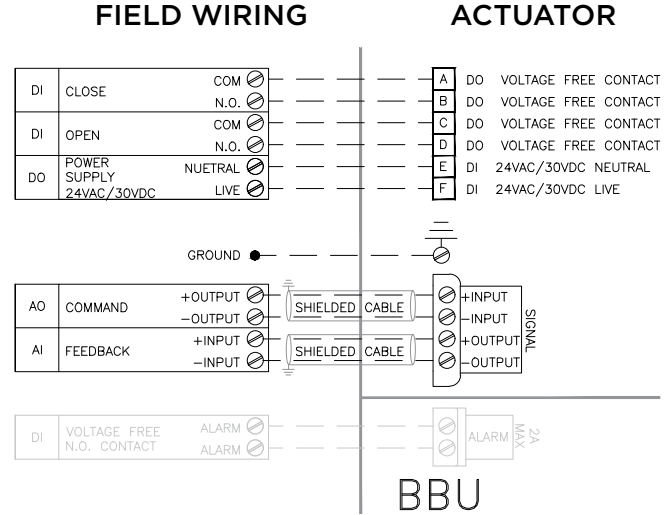 FIELD WIRING
ACTUATOR
DI CLOSE COM
N.O.
A DO VOLTAGE FREE CONTACT
B DO VOLTAGE FREE CONTACT
DI OPEN COM
N.O.
C DO VOLTAGE FREE CONTACT
D DO VOLTAGE FREE CONTACT
DO POWER
SUPPLY
24VAC/30VDC
NUETRAL
LIVE
E DI 24VAC/30VDC NEUTRAL
F DI 24VAC/30VDC LIVE
GROUND
AO COMMAND +OUTPUT
-OUTPUT
SHIELDED CABLE
+INPUT
-INPUT
AI FEEDBACK +INPUT
-INPUT
SHIELDED CABLE
+OUTPUT
-OUTPUT
SIGNAL
DI VOLTAGE FREE
N.O. CONTACT
ALARM
ALARM
ALARM
2A
MAX
BBU